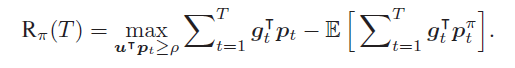 R_π(T) = max_{𝒖^⊺𝒑_t≥ρ} ∑_{t=1}^{T} g_t^⊺ p_t − 𝔼[∑_{t=1}^{T} g_t^⊺ p_t^π].